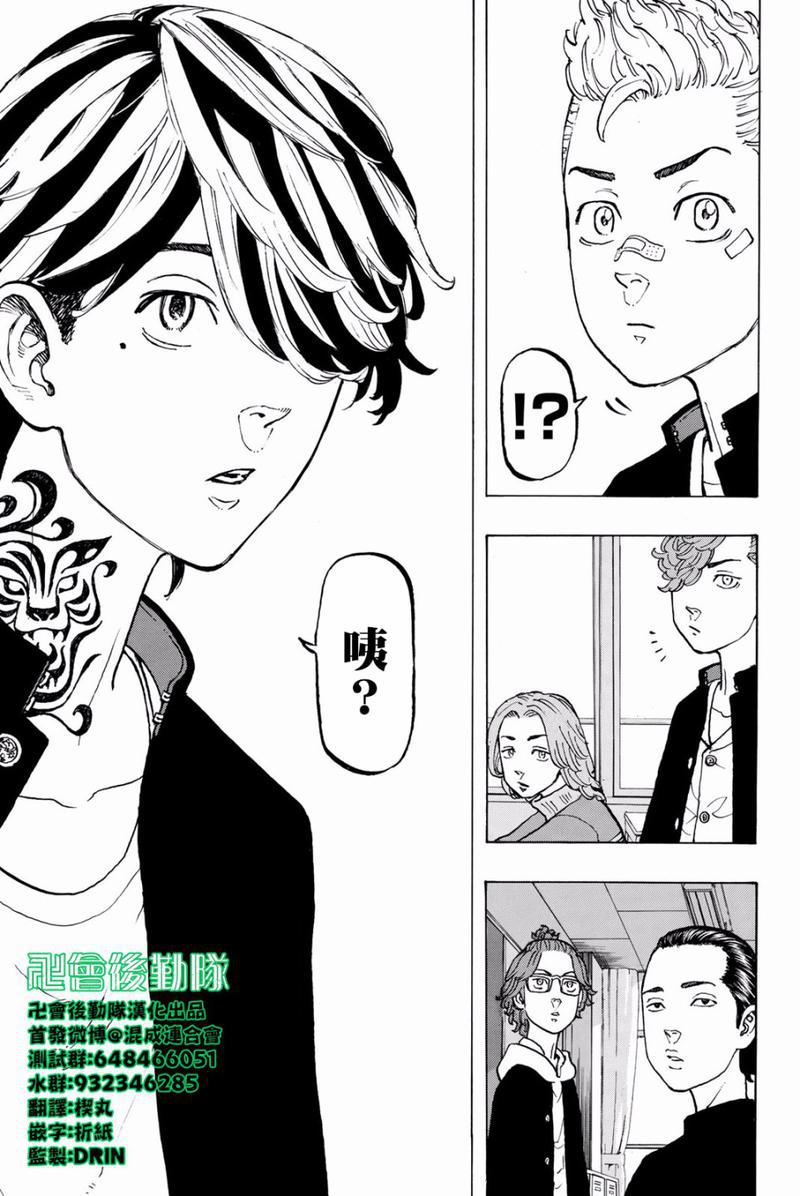 !?
咦？
卍會後勤隊
卍會後勤隊漢化出品
首發微博@混成連合會
測試群:648466051
水群:932346285
翻譯:楔丸
嵌字:折紙
監製:DRIN